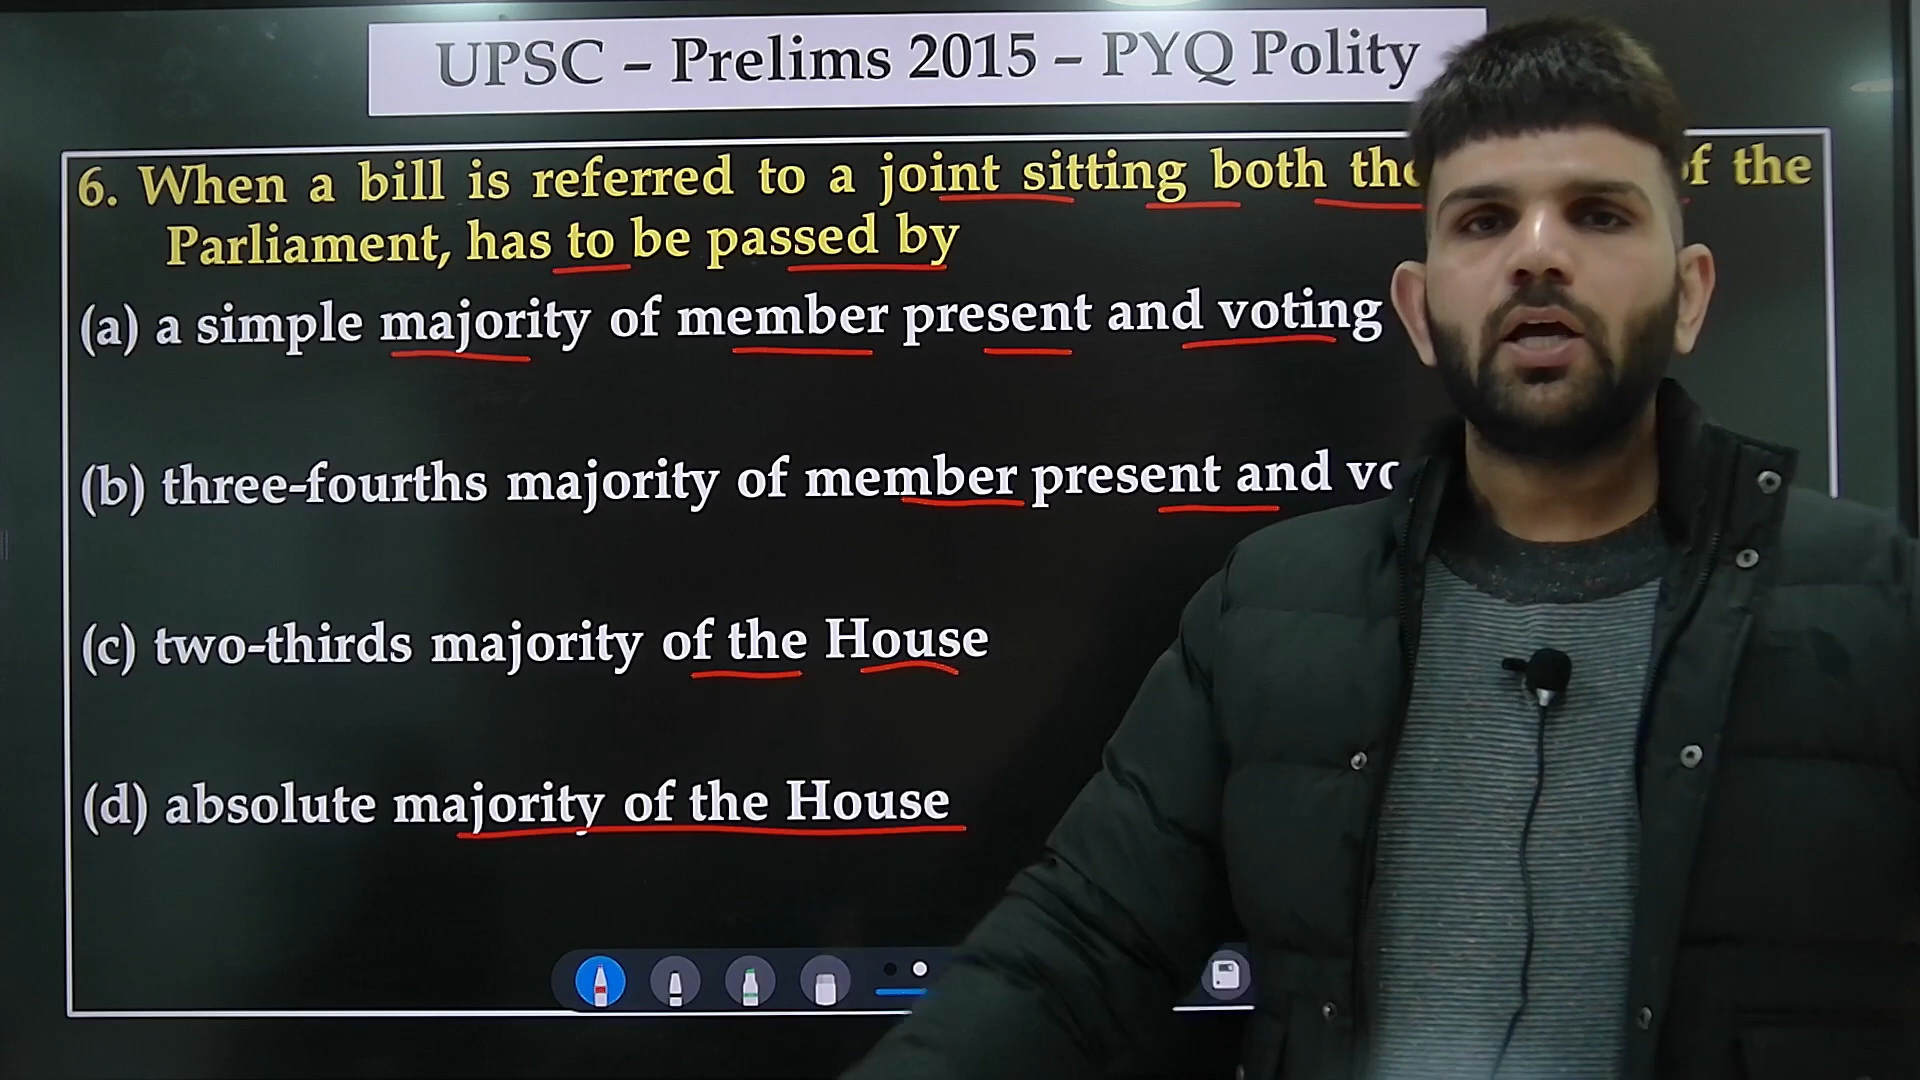 UPSC – Prelims 2015 – PYQ Polity
6. When a bill is referred to a joint sitting both the of the
Parliament, has to be passed by
(a) a simple majority of member present and voting
(b) three-fourths majority of member present and
(c) two-thirds majority of the House
(d) absolute majority of the House